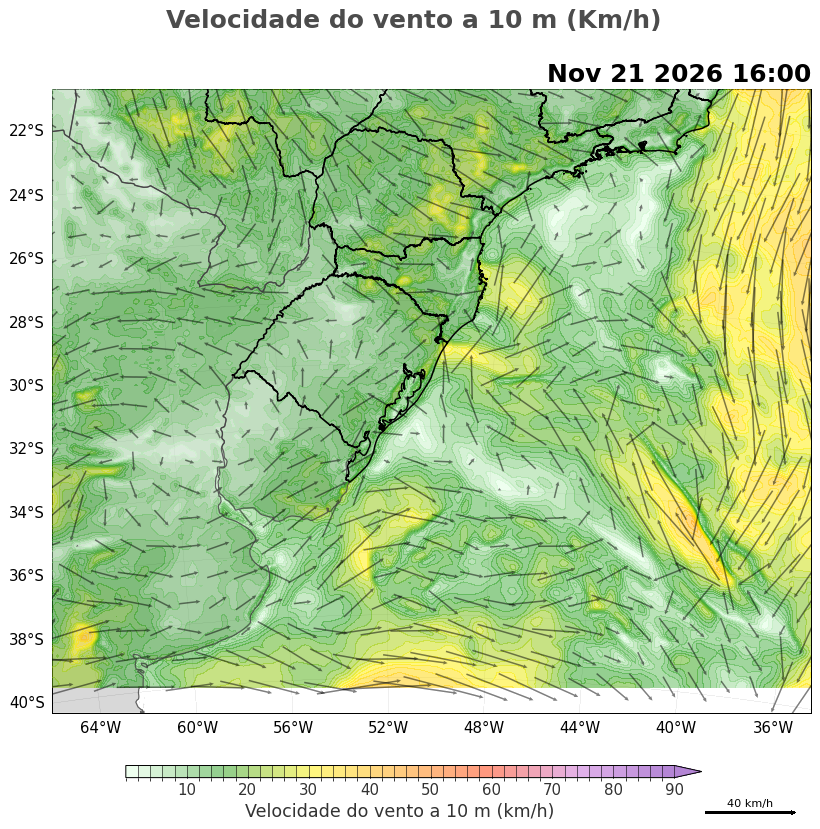 Velocidade do vento a 10 m (Km/h)
Nov 21 2026 16:00
22°S
24°S
26°S
28°S
30°S
32°S
34°S
36°S
38°S
40°S
64°W 60°W 56°W 52°W 48°W 44°W 40°W 36°W
10 20 30 40 50 60 70 80 90
Velocidade do vento a 10 m (km/h)
40 km/h